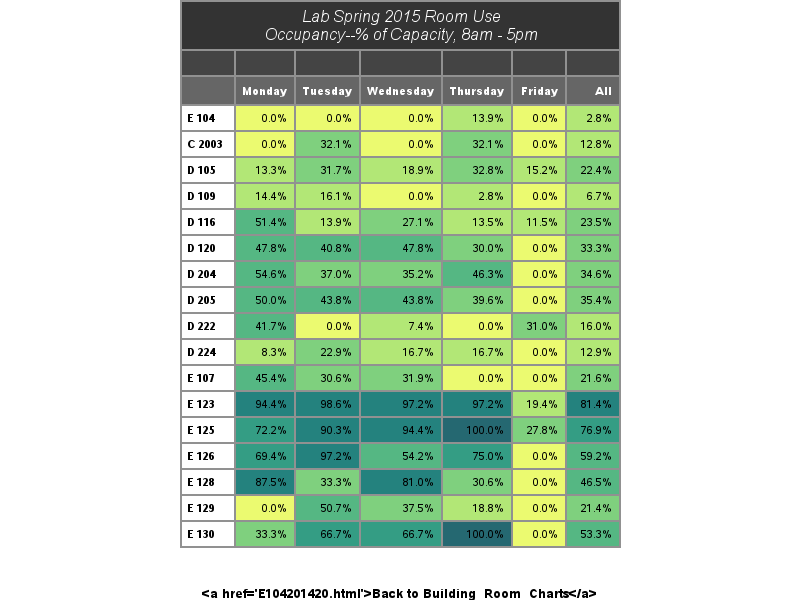 Lab Spring 2015 Room Use
Occupancy--% of Capacity, 8am - 5pm
Monday Tuesday Wednesday Thursday Friday All
E 104 0.0% 0.0% 0.0% 13.9% 0.0% 2.8%
C 2003 0.0% 32.1% 0.0% 32.1% 0.0% 12.8%
D 105 13.3% 31.7% 18.9% 32.8% 15.2% 22.4%
D 109 14.4% 16.1% 0.0% 2.8% 0.0% 6.7%
D 116 51.4% 13.9% 27.1% 13.5% 11.5% 23.5%
D 120 47.8% 40.8% 47.8% 30.0% 0.0% 33.3%
D 204 54.6% 37.0% 35.2% 46.3% 0.0% 34.6%
D 205 50.0% 43.8% 43.8% 39.6% 0.0% 35.4%
D 222 41.7% 0.0% 7.4% 0.0% 31.0% 16.0%
D 224 8.3% 22.9% 16.7% 16.7% 0.0% 12.9%
E 107 45.4% 30.6% 31.9% 0.0% 0.0% 21.6%
E 123 94.4% 98.6% 97.2% 97.2% 19.4% 81.4%
E 125 72.2% 90.3% 94.4% 100.0% 27.8% 76.9%
E 126 69.4% 97.2% 54.2% 75.0% 0.0% 59.2%
E 128 87.5% 33.3% 81.0% 30.6% 0.0% 46.5%
E 129 0.0% 50.7% 37.5% 18.8% 0.0% 21.4%
E 130 33.3% 66.7% 66.7% 100.0% 0.0% 53.3%
<a href='E104201420.html'>Back to Building_Room_Charts</a>